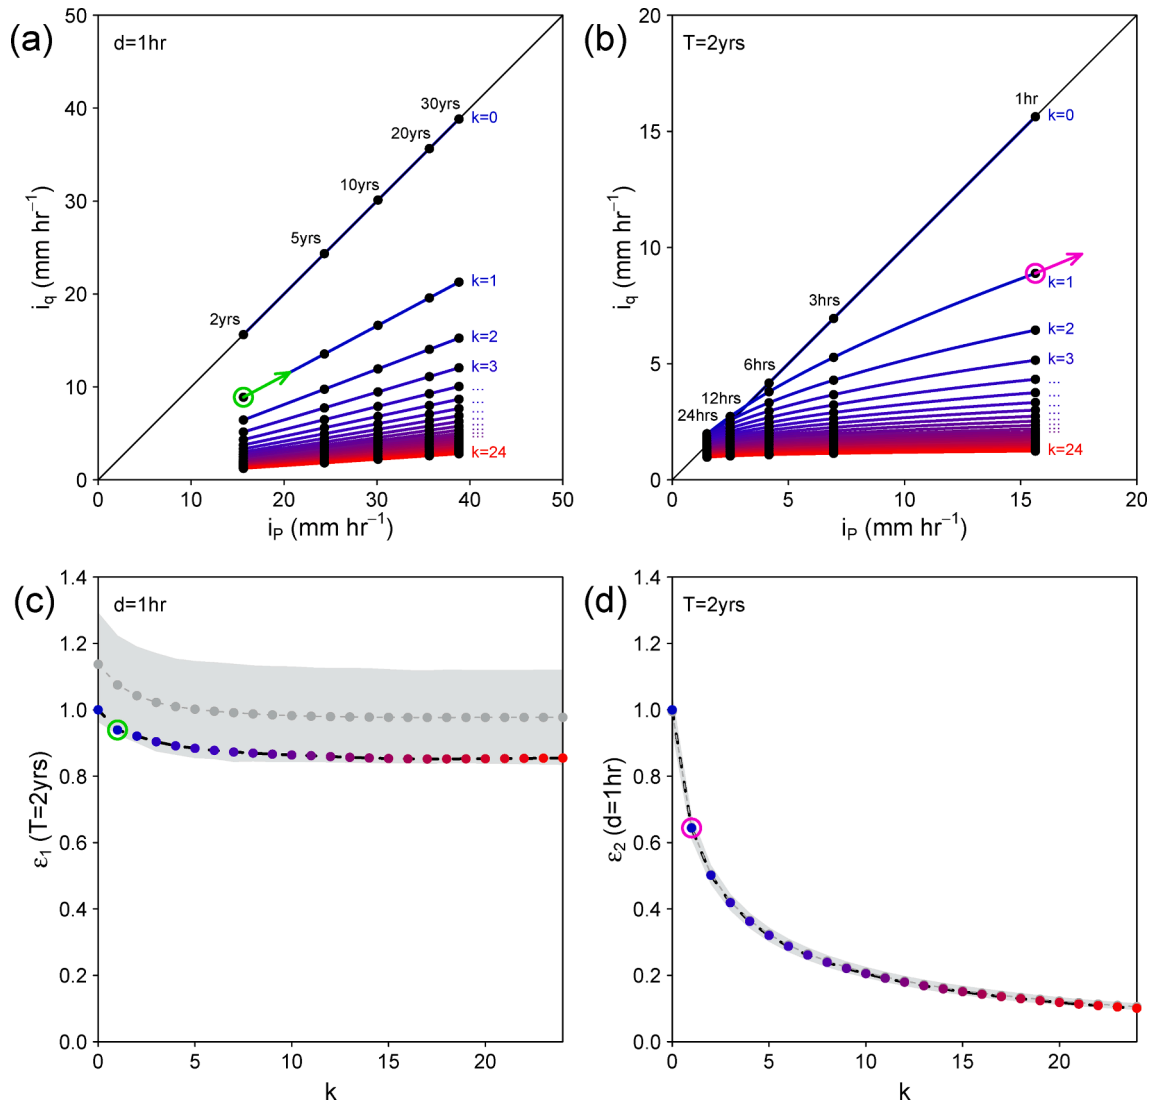 (a)
d=1hr
50
40
30
20
10
0
i_q (mm hr⁻¹)
30yrs
20yrs
10yrs
5yrs
2yrs
k=0
k=1
k=2
k=3
...
...
...
...
...
k=24
0 10 20 30 40 50
i_P (mm hr⁻¹)
(b)
T=2yrs
20
15
10
5
0
i_q (mm hr⁻¹)
1hr
3hrs
6hrs
12hrs
24hrs
k=0
k=1
k=2
k=3
...
...
...
...
...
k=24
0 5 10 15 20
i_P (mm hr⁻¹)
(c)
d=1hr
1.4
1.2
1.0
0.8
0.6
0.4
0.2
0.0
ε₁ (T=2yrs)
0 5 10 15 20
k
(d)
T=2yrs
1.4
1.2
1.0
0.8
0.6
0.4
0.2
0.0
ε₂ (d=1hr)
0 5 10 15 20
k